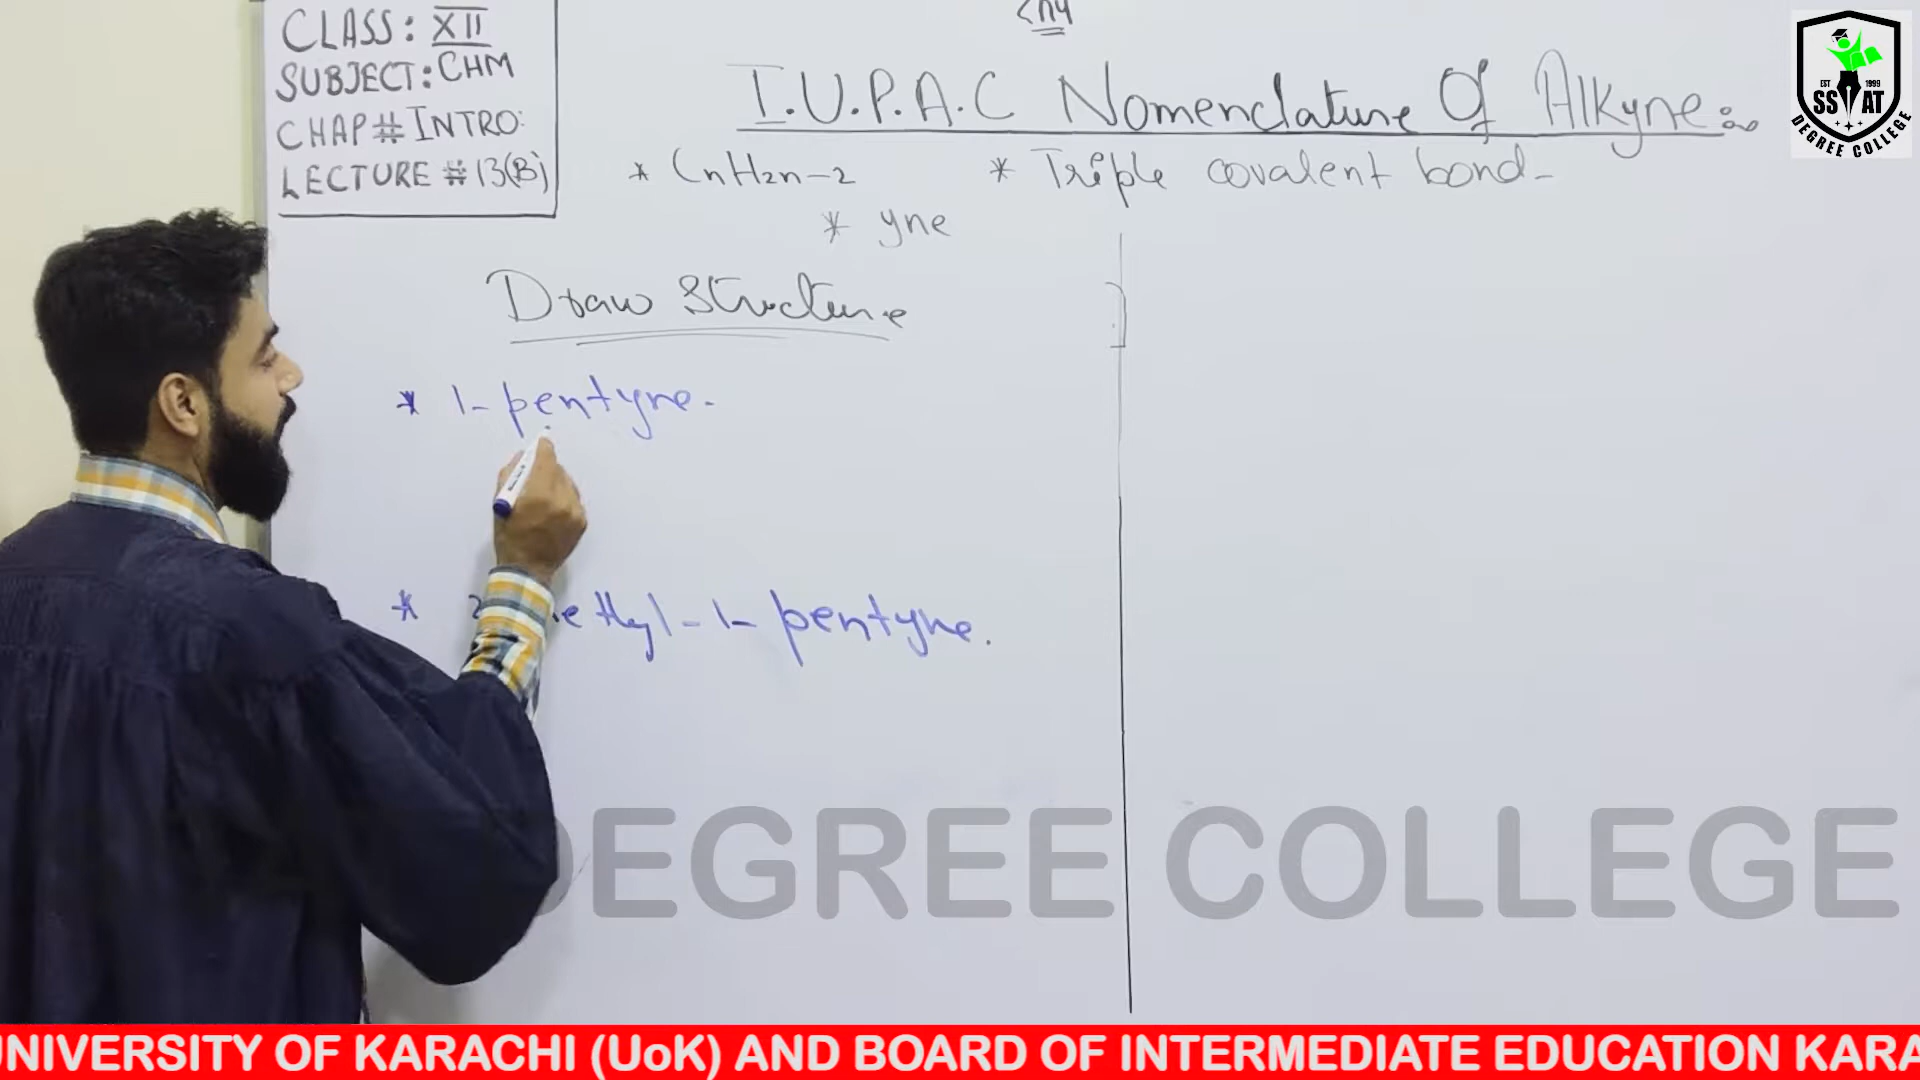 CLASS: XII
SUBJECT: CHM
CHAP # INTRO:
LECTURE # 13(B)
I.U.P.A.C Nomenclature Of Alkyne:
* CnH2n-2 * Triple covalent bond-
* yne
Draw Structure
* 1- pentyne.
* ethyl-1-pentyne.
EST 1999
SS AT
DEGREE COLLEGE
DEGREE COLLEGE
UNIVERSITY OF KARACHI (UoK) AND BOARD OF INTERMEDIATE EDUCATION KARA